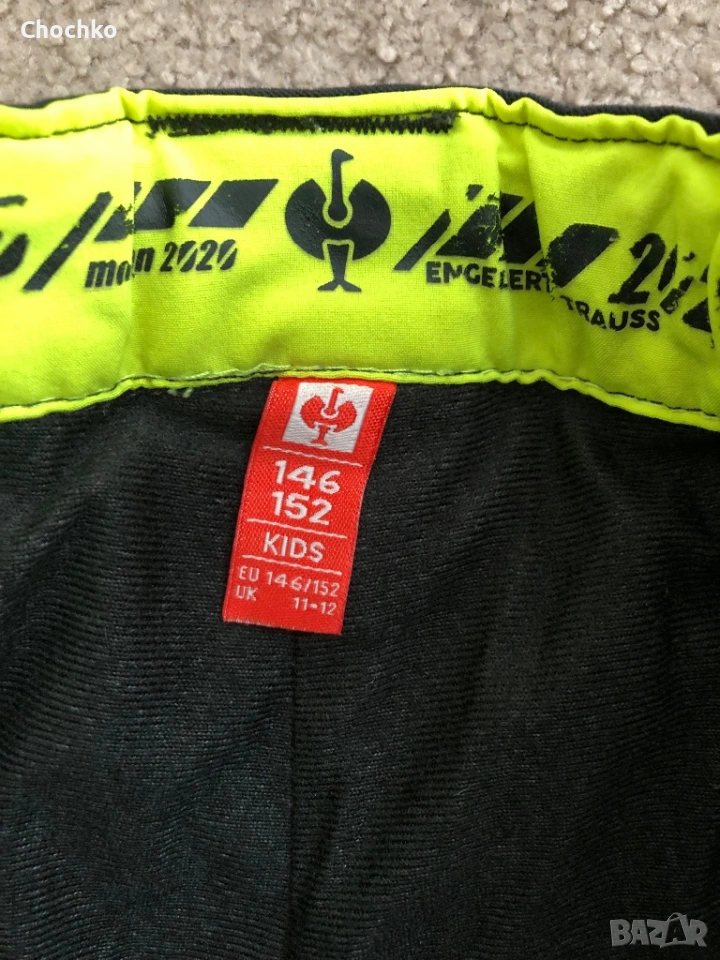 Chochko
motion 2020
ENGELBERT
STRAUSS
146
152
KIDS
EU 146/152
UK 11-12
BAZAR